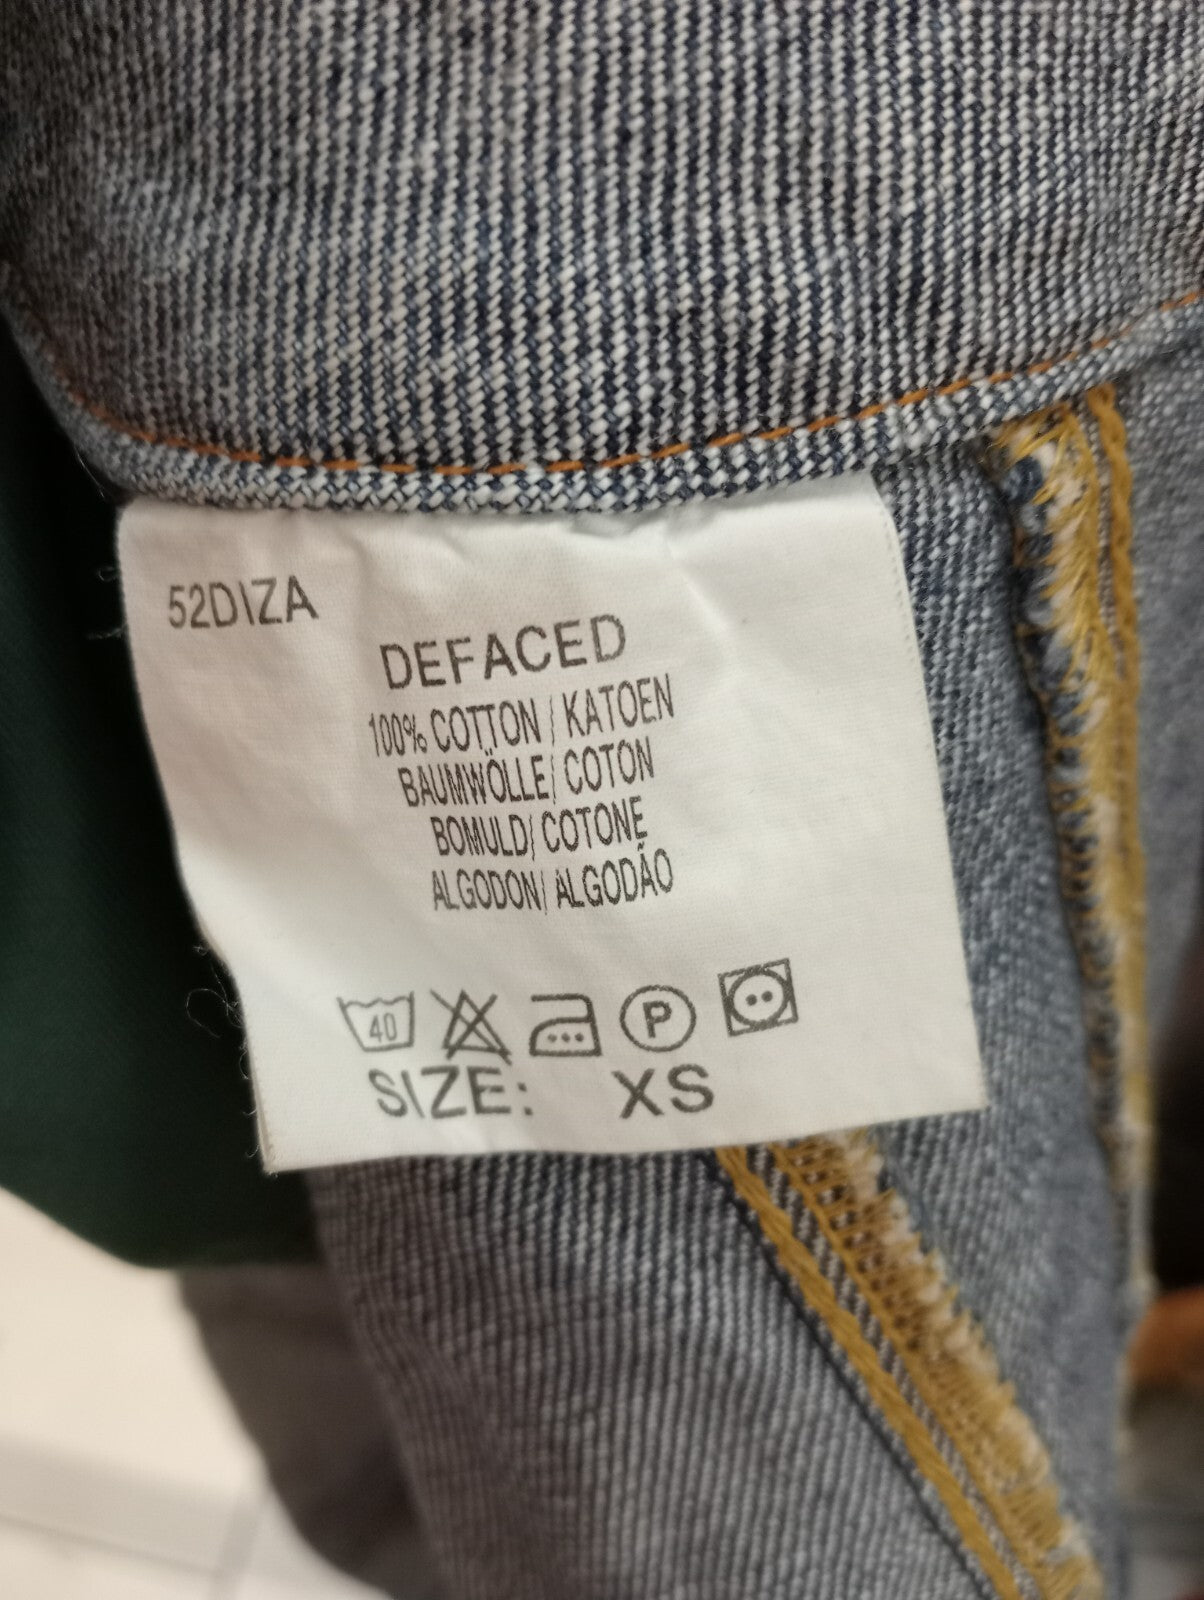 52DIZA
DEFACED
100% COTTON / KATOEN
BAUMWÖLLE/ COTON
BOMULD/ COTONE
ALGODON/ ALGODÃO
40 P
SIZE: XS